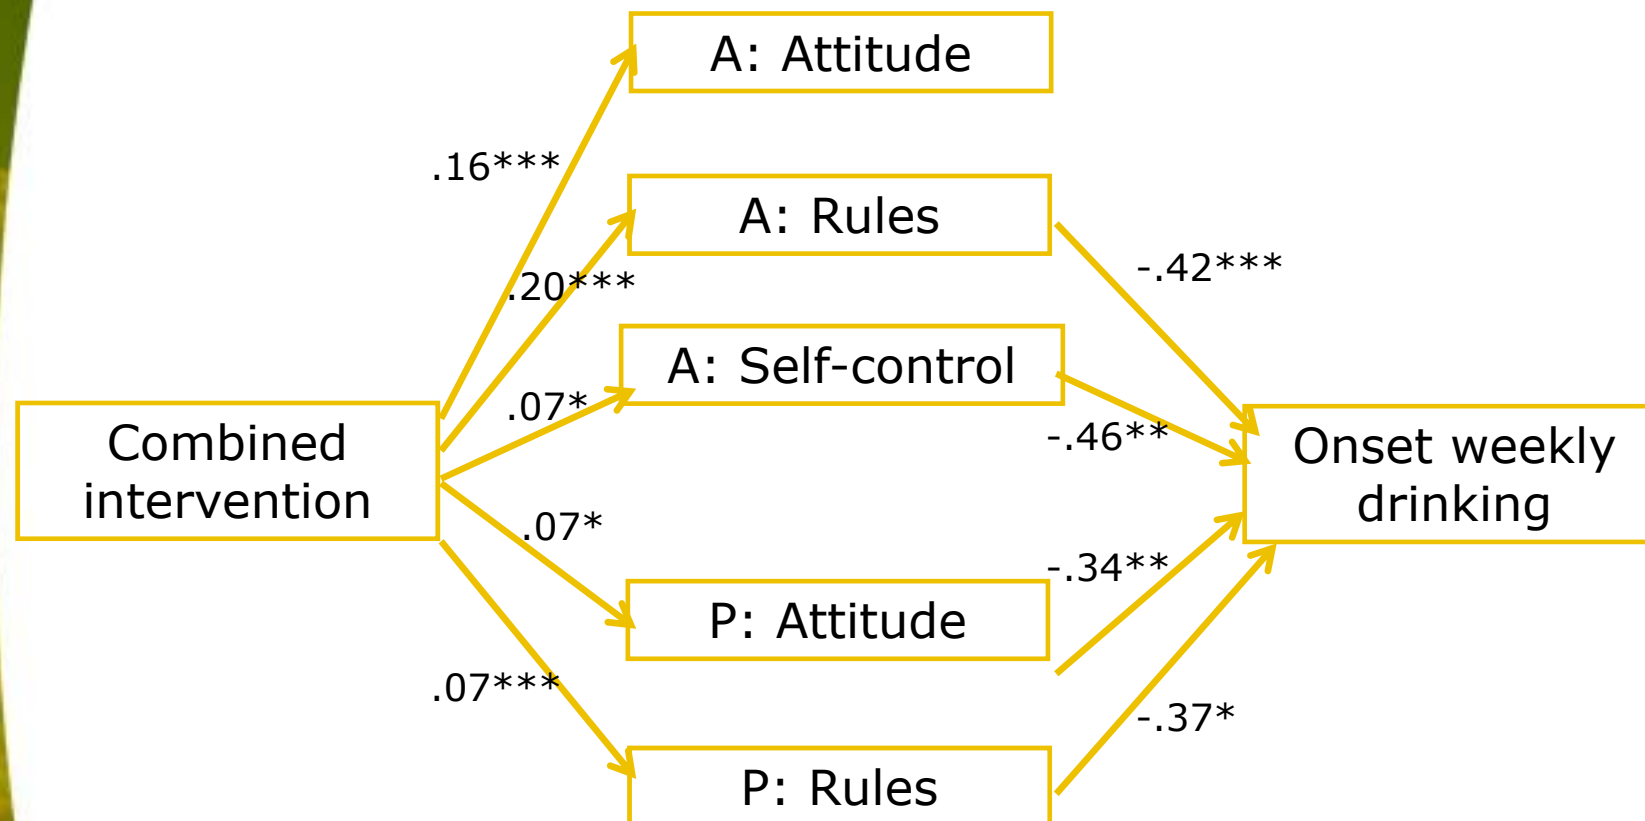 A: Attitude
.16***
A: Rules
-.42***
.20***
A: Self-control
.07*
Combined
intervention
-.46**
Onset weekly
drinking
.07*
-.34**
P: Attitude
.07***
-.37*
P: Rules